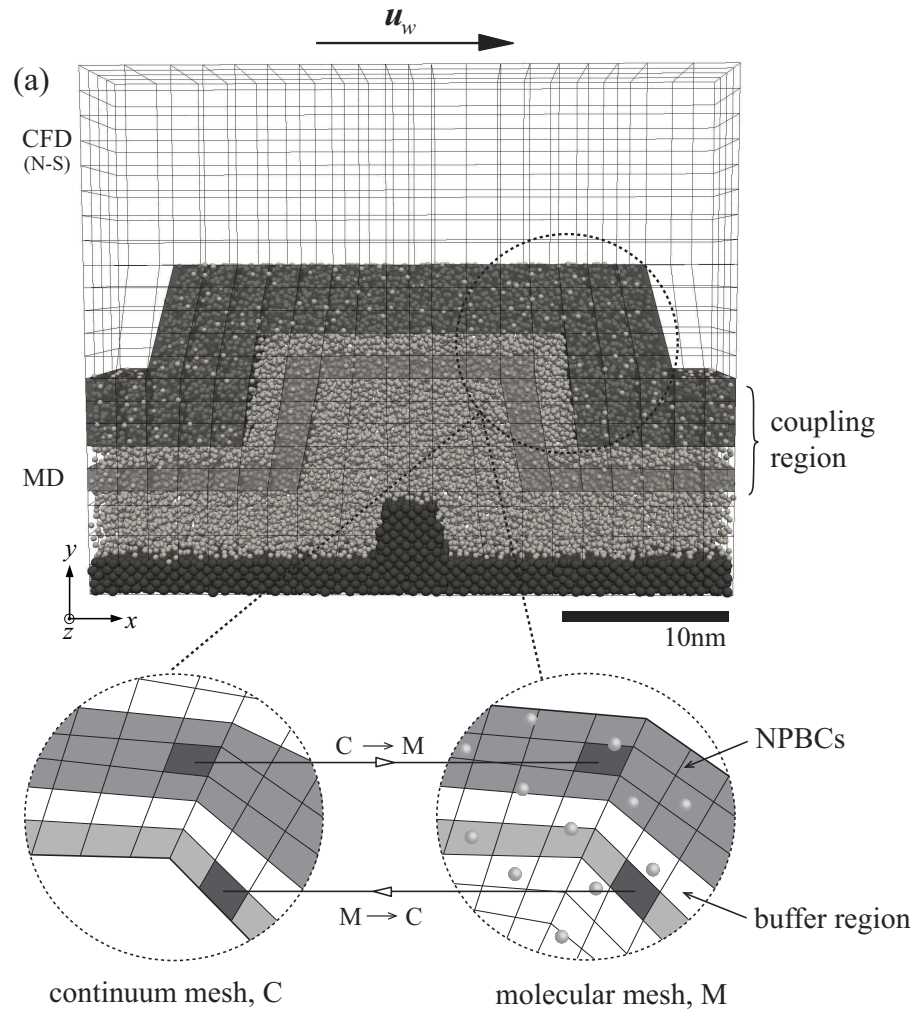 u_w
(a)
CFD
(N-S)
coupling
region
MD
y
z
x
10nm
C → M
NPBCs
M → C
buffer region
continuum mesh, C
molecular mesh, M